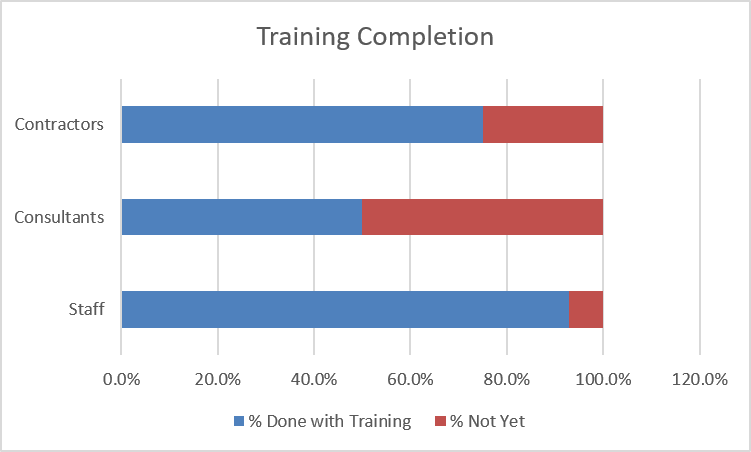 Training Completion
Contractors
Consultants
Staff
0.0% 20.0% 40.0% 60.0% 80.0% 100.0% 120.0%
% Done with Training % Not Yet